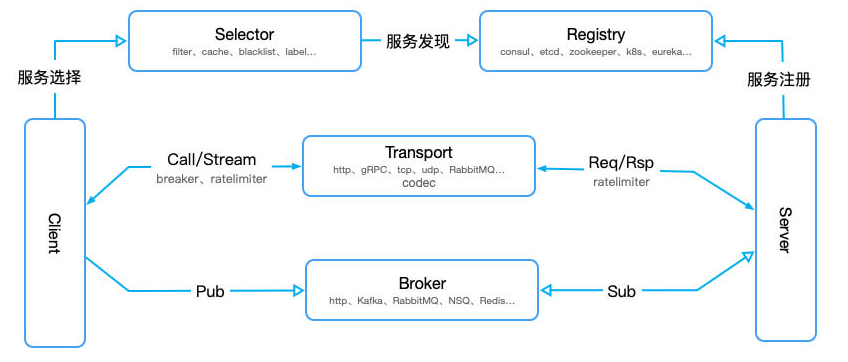 Selector
filter、cache、blacklist、label...
服务发现
Registry
consul、etcd、zookeeper、k8s、eureka...
服务选择
服务注册
Client
Call/Stream
breaker、ratelimiter
Transport
http、gRPC、tcp、udp、RabbitMQ...
codec
Req/Rsp
ratelimiter
Server
Pub
Broker
http、Kafka、RabbitMQ、NSQ、Redis...
Sub